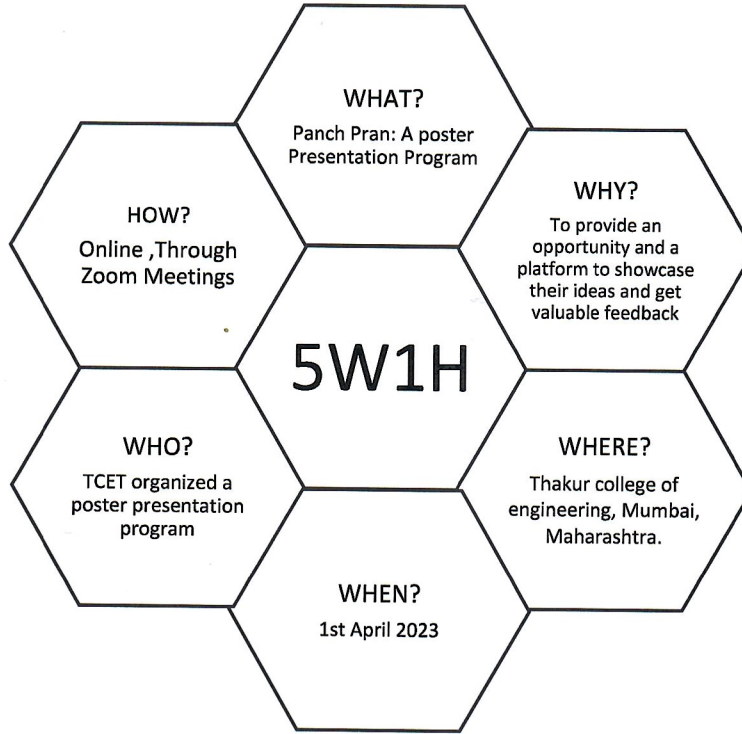 WHAT?
Panch Pran: A poster
Presentation Program
WHY?
To provide an
opportunity and a
platform to showcase
their ideas and get
valuable feedback
WHERE?
Thakur college of
engineering, Mumbai,
Maharashtra.
WHEN?
1st April 2023
WHO?
TCET organized a
poster presentation
program
HOW?
Online ,Through
Zoom Meetings
5W1H